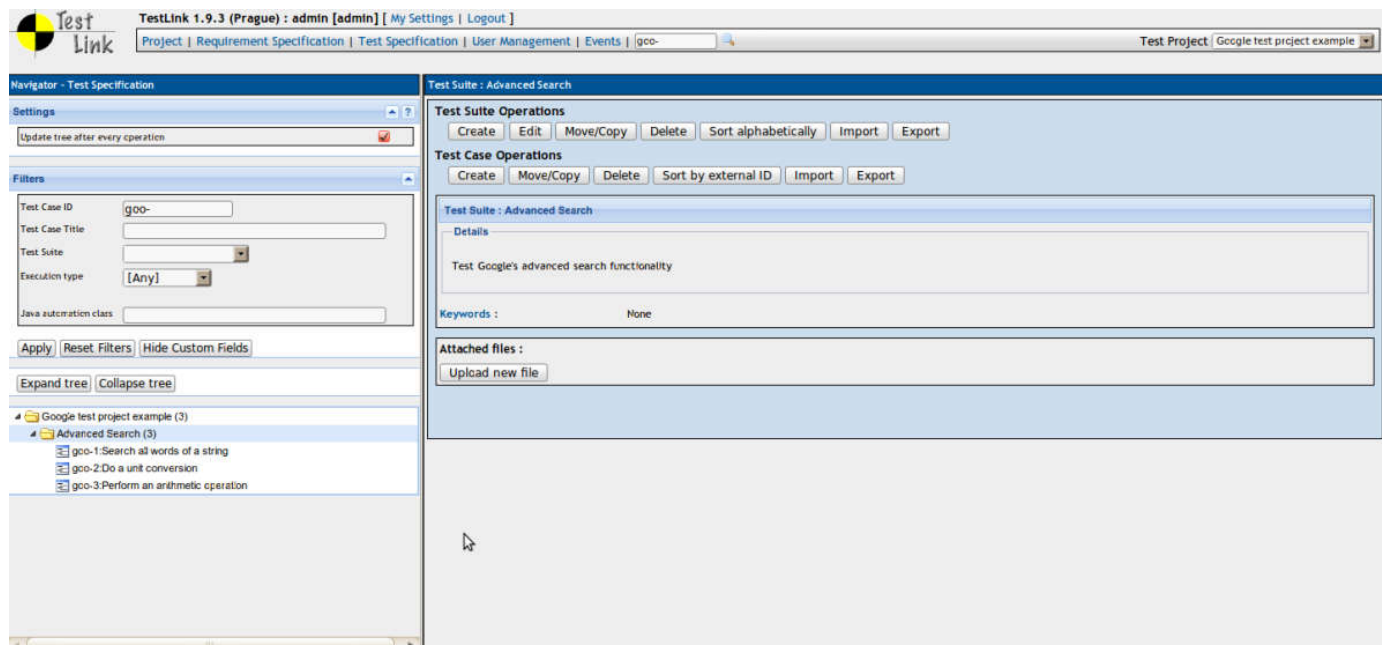 Test Link
TestLink 1.9.3 (Prague) : admin [admin] [ My Settings | Logout ]
Project | Requirement Specification | Test Specification | User Management | Events | goo-
Test Project Google test project example
Navigator - Test Specification
Settings
?
Update tree after every operation
Filters
Test Case ID goo-
Test Case Title
Test Suite
Execution type [Any]
Java automation class
Apply Reset Filters Hide Custom Fields
Expand tree Collapse tree
Google test project example (3)
Advanced Search (3)
goo-1:Search all words of a string
goo-2:Do a unit conversion
goo-3:Perform an arithmetic operation
Test Suite : Advanced Search
Test Suite Operations
Create Edit Move/Copy Delete Sort alphabetically Import Export
Test Case Operations
Create Move/Copy Delete Sort by external ID Import Export
Test Suite : Advanced Search
Details
Test Google's advanced search functionality
Keywords : None
Attached files :
Upload new file